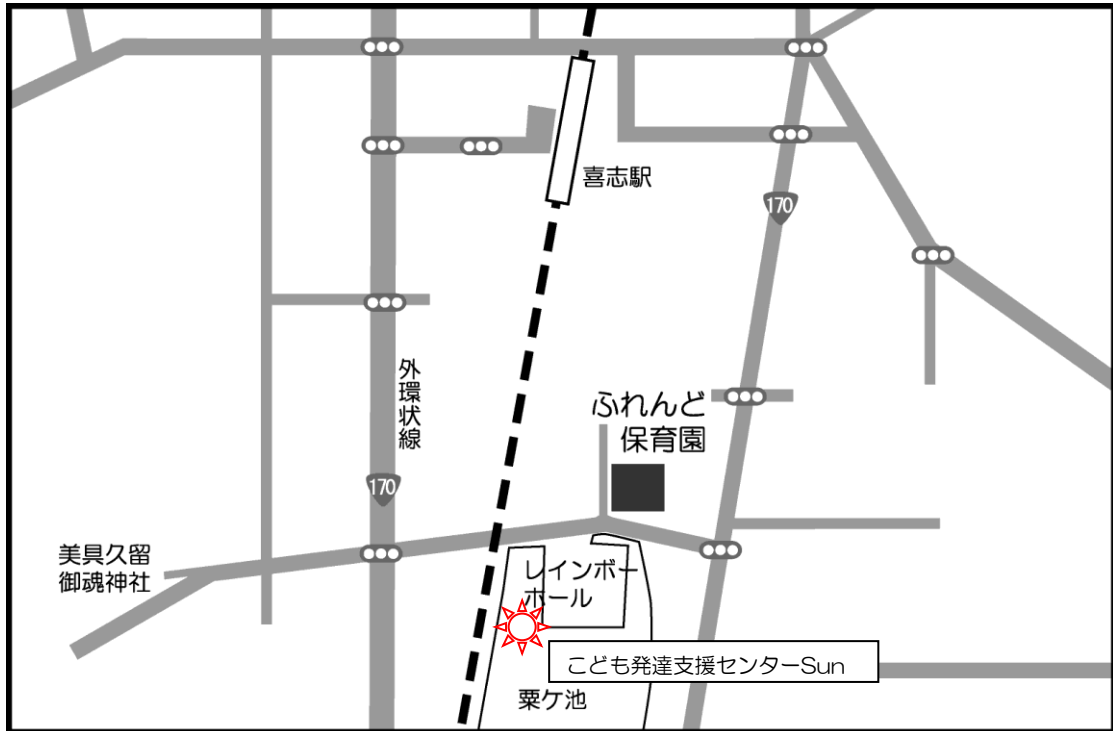 喜志駅
170
外環状線
ふれんど
保育園
170
美具久留
御魂神社
レインボー
ホール
こども発達支援センターSun
粟ケ池